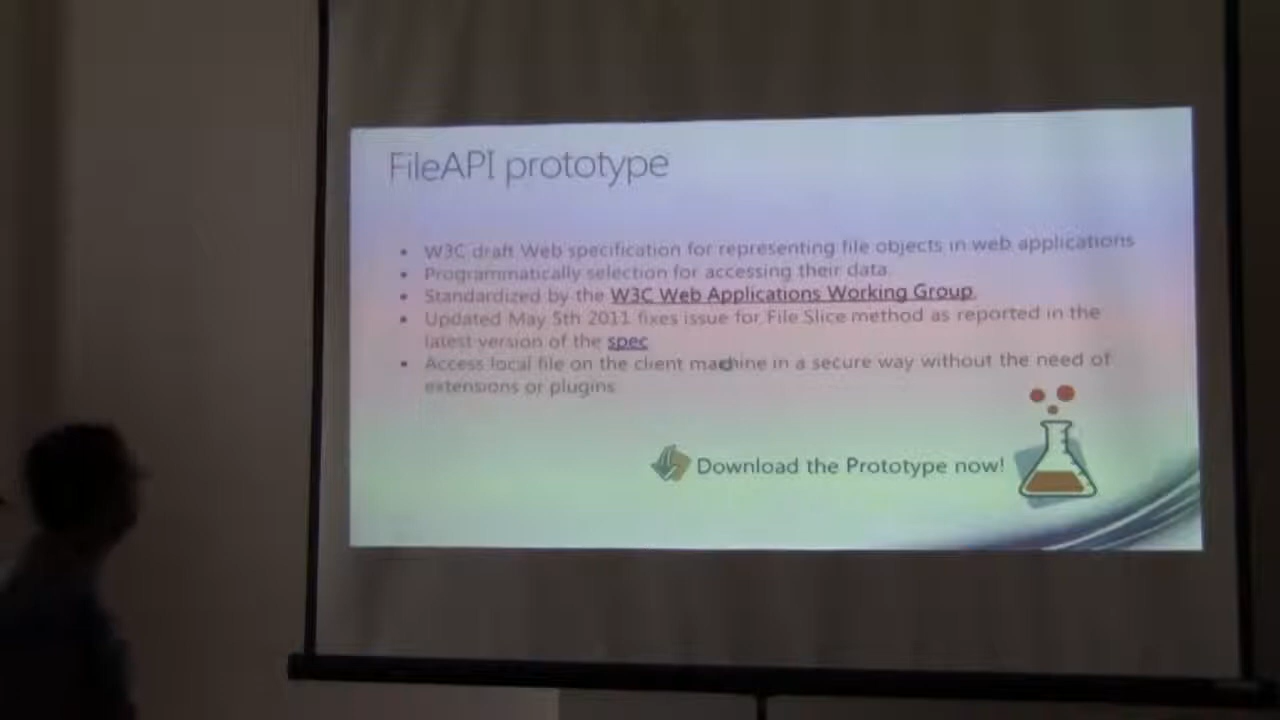 FileAPI prototype
W3C draft Web specification for representing file objects in web applications
Programmatically selection for accessing their data
Standardized by the W3C Web Applications Working Group
Updated May 5th 2011 fixes issue for File Slice method as reported in the
latest version of the spec
Access local file on the client machine in a secure way without the need of
extensions or plugins
Download the Prototype now!